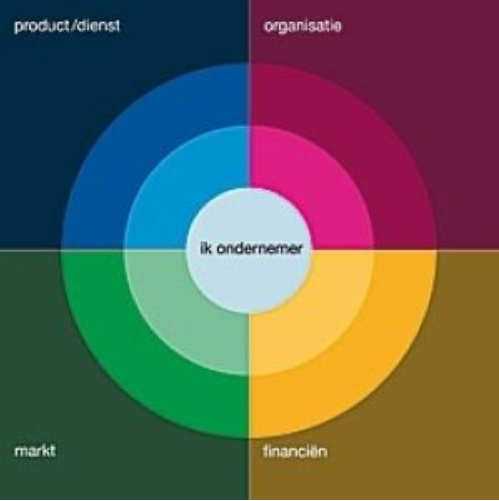 product/dienst
organisatie
ik ondernemer
markt
financiën